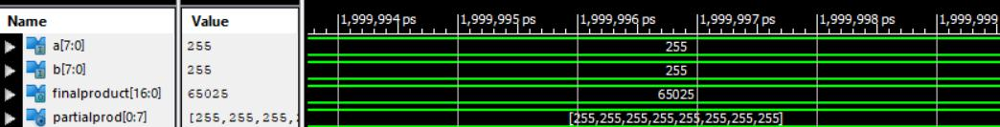 Name Value 1,999,994 ps 1,999,995 ps 1,999,996 ps 1,999,997 ps 1,999,998 ps 1,999,999
a[7:0] 255 255
b[7:0] 255 255
finalproduct[16:0] 65025 65025
partialprod[0:7] [255,255,255, [255,255,255,255,255,255,255,255]